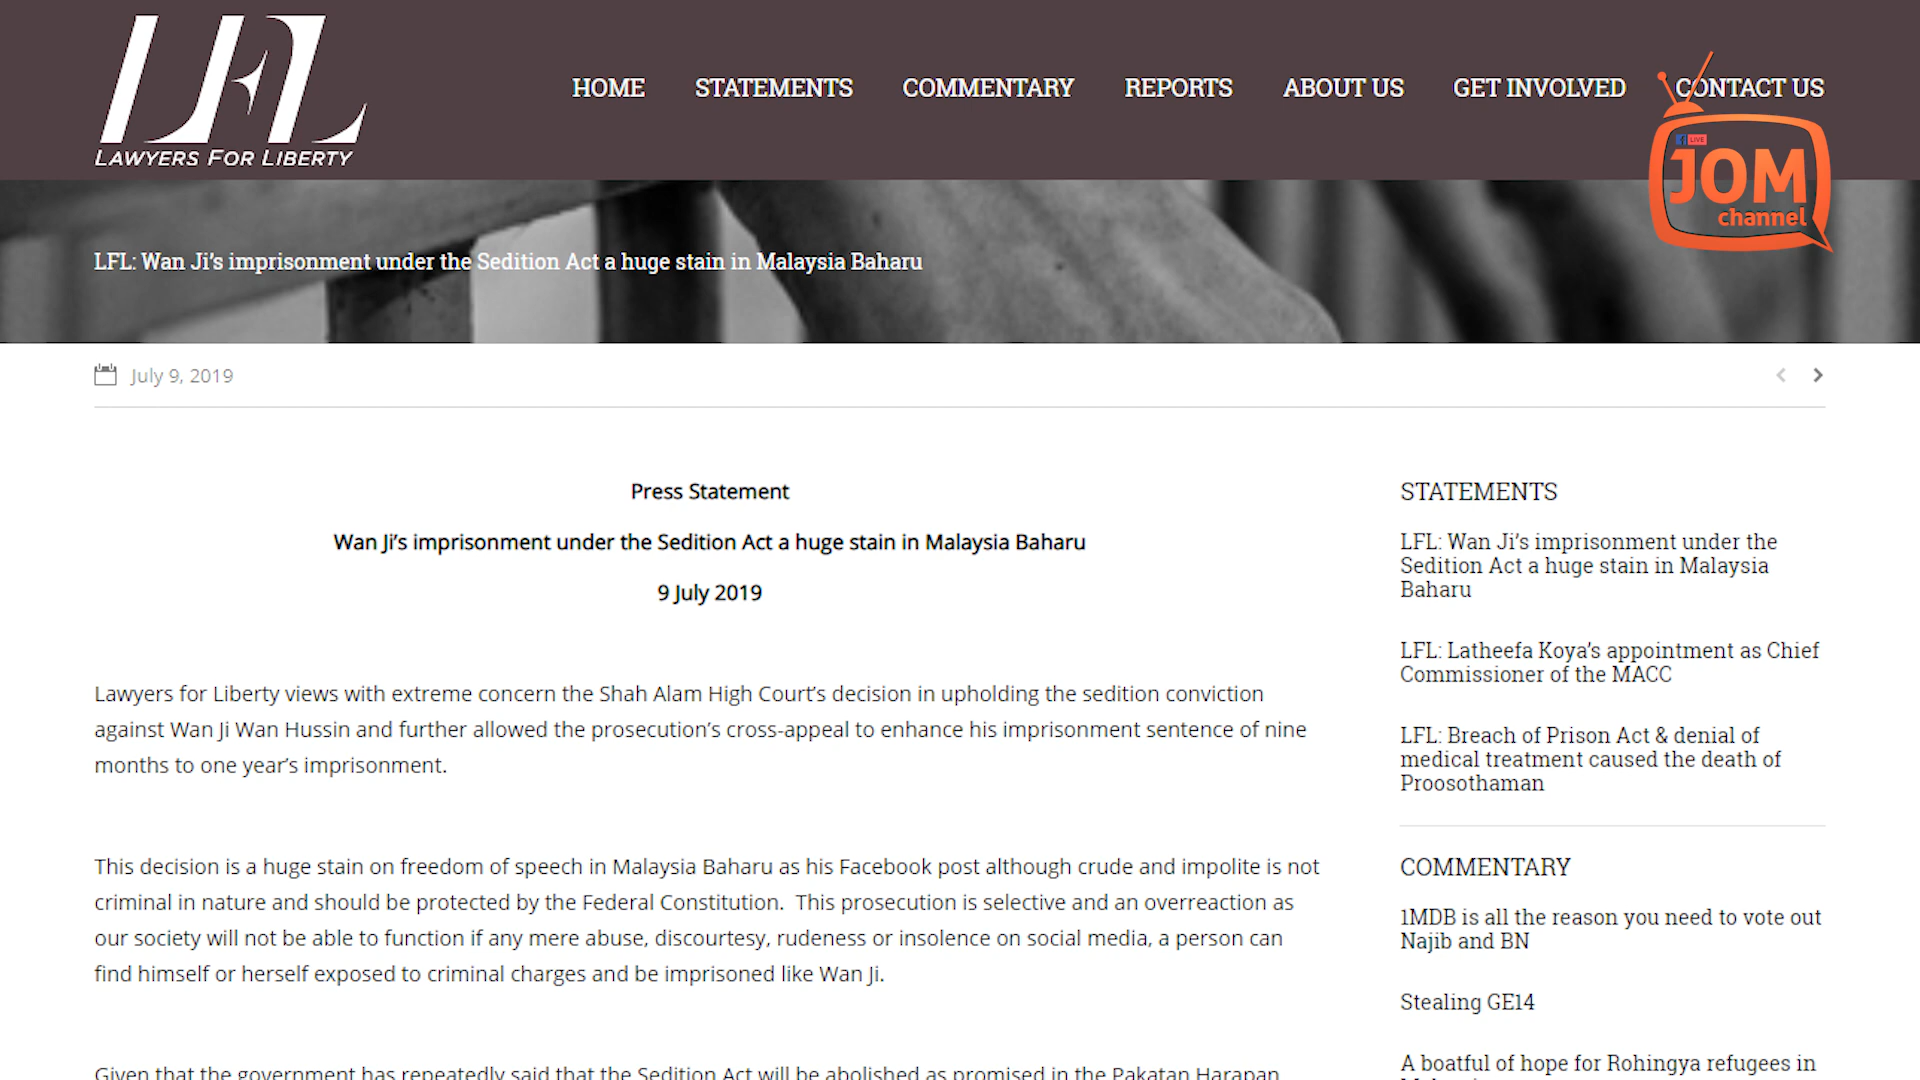 LFL
LAWYERS FOR LIBERTY
HOME STATEMENTS COMMENTARY REPORTS ABOUT US GET INVOLVED CONTACT US
LIVE
JOM
channel
LFL: Wan Ji’s imprisonment under the Sedition Act a huge stain in Malaysia Baharu
July 9, 2019
Press Statement
Wan Ji’s imprisonment under the Sedition Act a huge stain in Malaysia Baharu
9 July 2019
Lawyers for Liberty views with extreme concern the Shah Alam High Court’s decision in upholding the sedition conviction
against Wan Ji Wan Hussin and further allowed the prosecution’s cross-appeal to enhance his imprisonment sentence of nine
months to one year’s imprisonment.
This decision is a huge stain on freedom of speech in Malaysia Baharu as his Facebook post although crude and impolite is not
criminal in nature and should be protected by the Federal Constitution.  This prosecution is selective and an overreaction as
our society will not be able to function if any mere abuse, discourtesy, rudeness or insolence on social media, a person can
find himself or herself exposed to criminal charges and be imprisoned like Wan Ji.
Given that the government has repeatedly said that the Sedition Act will be abolished as promised in the Pakatan Harapan
STATEMENTS
LFL: Wan Ji’s imprisonment under the
Sedition Act a huge stain in Malaysia
Baharu
LFL: Latheefa Koya’s appointment as Chief
Commissioner of the MACC
LFL: Breach of Prison Act & denial of
medical treatment caused the death of
Proosothaman
COMMENTARY
1MDB is all the reason you need to vote out
Najib and BN
Stealing GE14
A boatful of hope for Rohingya refugees in